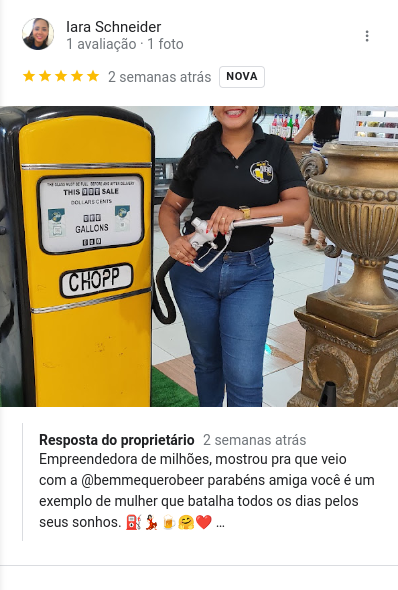 Iara Schneider
1 avaliação · 1 foto
2 semanas atrás NOVA
THIS SALE
DOLLARS CENTS
GALLONS
CHOPP
Resposta do proprietário 2 semanas atrás
Empreendedora de milhões, mostrou pra que veio
com a @bemmequerobeer parabéns amiga você é um
exemplo de mulher que batalha todos os dias pelos
seus sonhos. ⛽💃🍺🤗❤️ ...